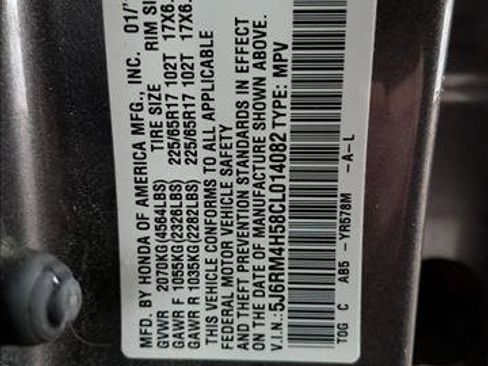 MFD. BY HONDA OF AMERICA MFG., INC. 01/
GVWR 2070KG(4564LBS) TIRE SIZE RIM SI
GAWR F 1055KG(2326LBS) 225/65R17 102T 17X6.
GAWR R 1035KG(2282LBS) 225/65R17 102T 17X6.
THIS VEHICLE CONFORMS TO ALL APPLICABLE
FEDERAL MOTOR VEHICLE SAFETY
AND THEFT PREVENTION STANDARDS IN EFFECT
ON THE DATE OF MANUFACTURE SHOWN ABOVE.
V.I.N.: 5J6RM4H58CL014082 TYPE: MPV
TOG C AB5 -YR578M -A-L